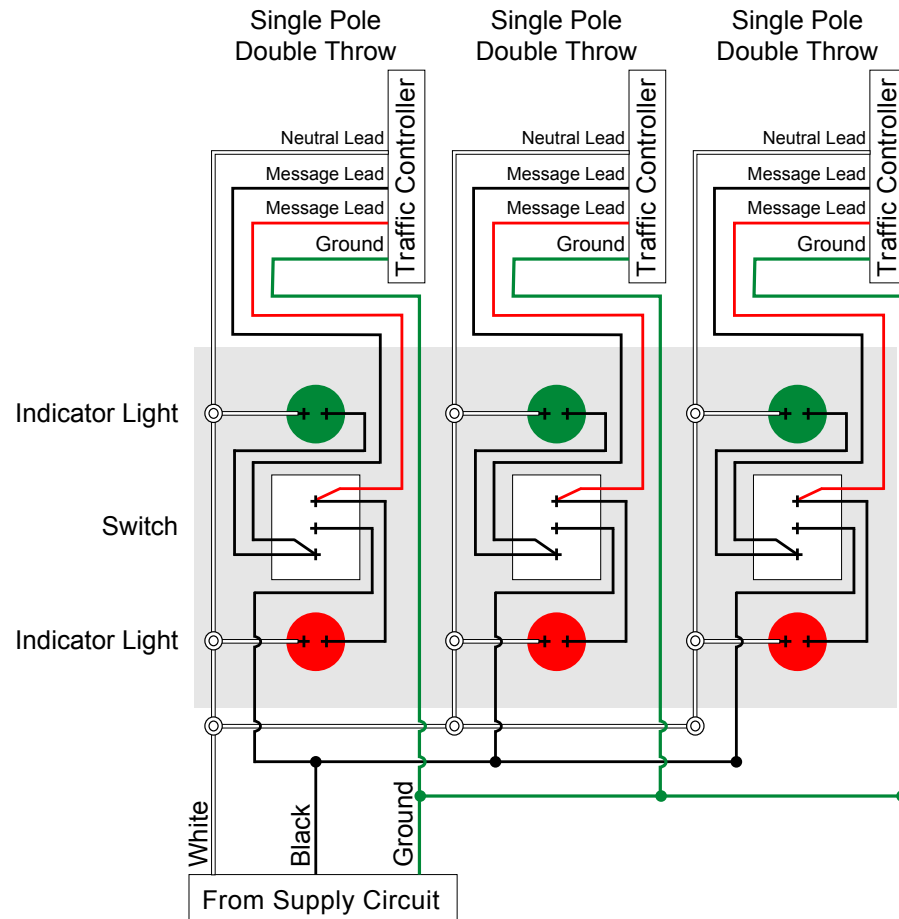 Single Pole
Double Throw
Single Pole
Double Throw
Single Pole
Double Throw
Neutral Lead
Message Lead
Message Lead
Ground
Traffic Controller
Neutral Lead
Message Lead
Message Lead
Ground
Traffic Controller
Neutral Lead
Message Lead
Message Lead
Ground
Traffic Controller
Indicator Light
Switch
Indicator Light
White
Black
Ground
From Supply Circuit